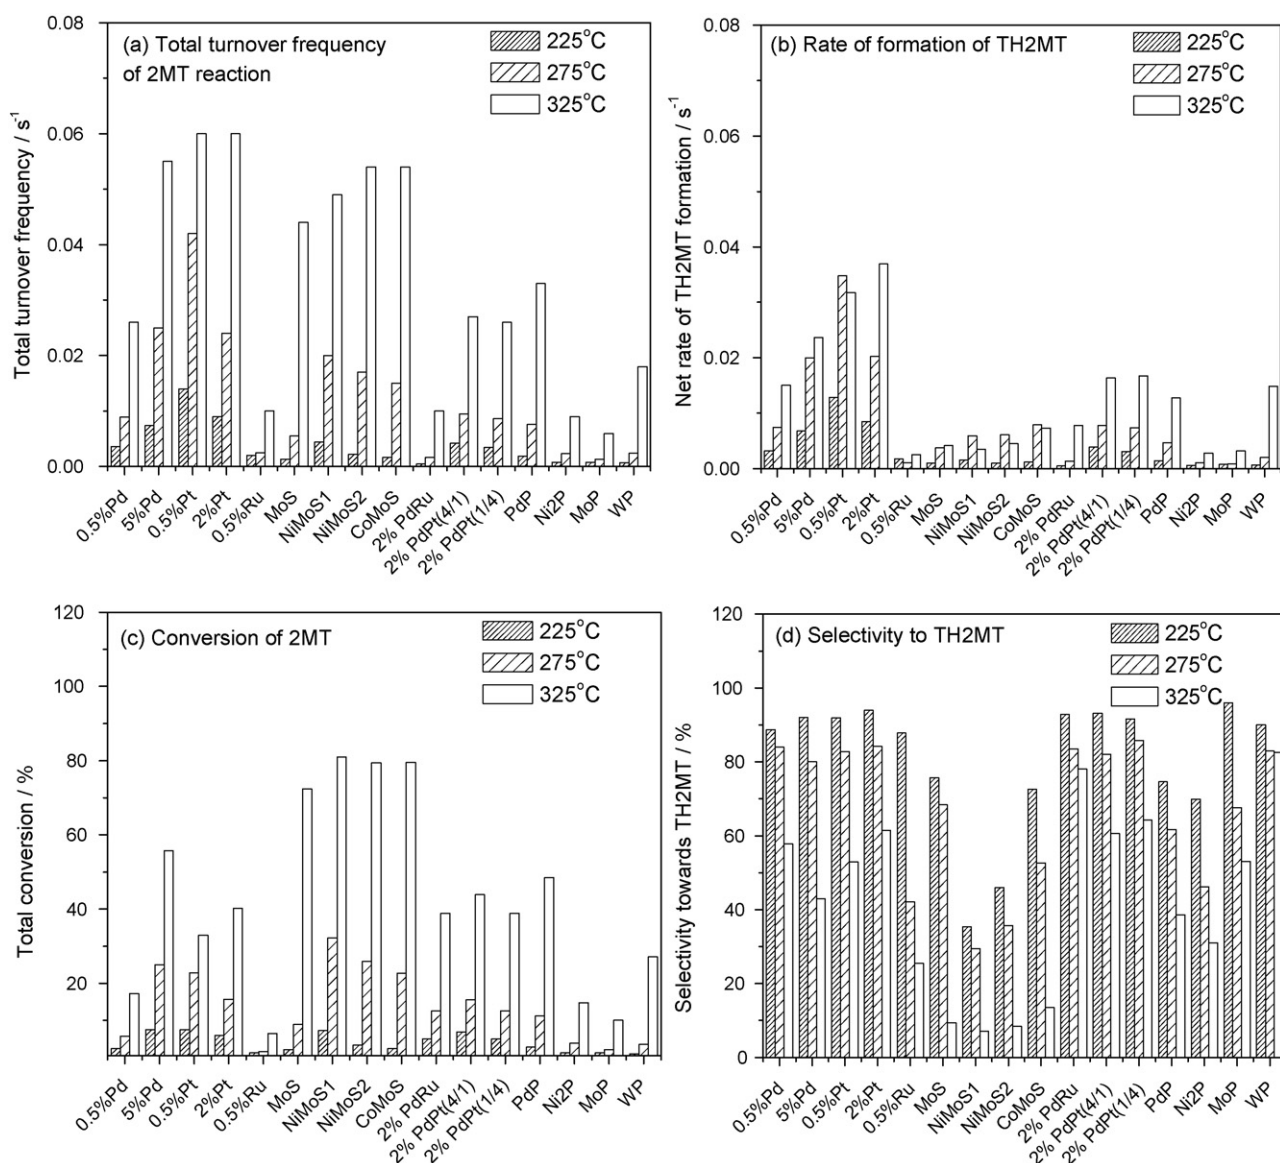 (a) Total turnover frequency
of 2MT reaction
225°C
275°C
325°C
Total turnover frequency / s⁻¹
0.08
0.06
0.04
0.02
0.00
0.5%Pd
5%Pd
0.5%Pt
2%Pt
0.5%Ru
MoS
NiMoS1
NiMoS2
CoMoS
2% PdRu
2% PdPt(4/1)
2% PdPt(1/4)
PdP
Ni2P
MoP
WP
(b) Rate of formation of TH2MT
225°C
275°C
325°C
Net rate of TH2MT formation / s⁻¹
0.08
0.06
0.04
0.02
0.00
0.5%Pd
5%Pd
0.5%Pt
2%Pt
0.5%Ru
MoS
NiMoS1
NiMoS2
CoMoS
2% PdRu
2% PdPt(4/1)
2% PdPt(1/4)
PdP
Ni2P
MoP
WP
(c) Conversion of 2MT
225°C
275°C
325°C
Total conversion / %
120
100
80
60
40
20
0.5%Pd
5%Pd
0.5%Pt
2%Pt
0.5%Ru
MoS
NiMoS1
NiMoS2
CoMoS
2% PdRu
2% PdPt(4/1)
2% PdPt(1/4)
PdP
Ni2P
MoP
WP
(d) Selectivity to TH2MT
225°C
275°C
325°C
Selectivity towards TH2MT / %
120
100
80
60
40
20
0
0.5%Pd
5%Pd
0.5%Pt
2%Pt
0.5%Ru
MoS
NiMoS1
NiMoS2
CoMoS
2% PdRu
2% PdPt(4/1)
2% PdPt(1/4)
PdP
Ni2P
MoP
WP